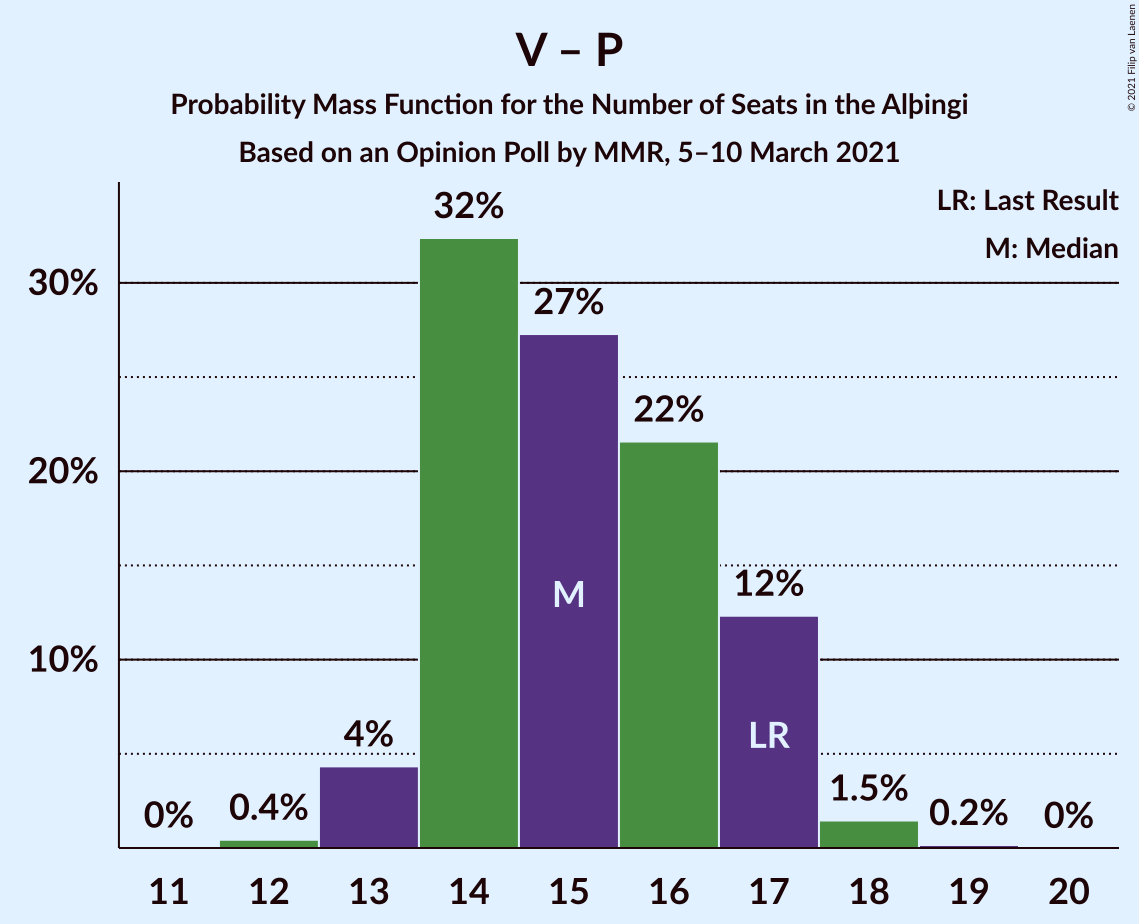 V – P
Probability Mass Function for the Number of Seats in the Alþingi
Based on an Opinion Poll by MMR, 5–10 March 2021
© 2021 Filip van Laenen
LR: Last Result
M: Median
30%
20%
10%
0%
0.4%
4%
32%
27%
22%
12%
1.5%
0.2%
0%
M
LR
11 12 13 14 15 16 17 18 19 20